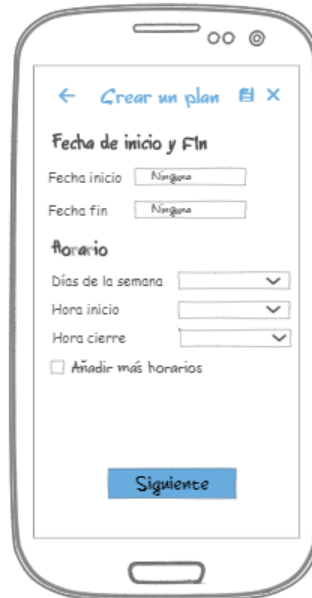 Crear un plan
Fecha de inicio y Fin
Fecha inicio Ninguna
Fecha fin Ninguna
Horario
Días de la semana
Hora inicio
Hora cierre
Añadir más horarios
Siguiente